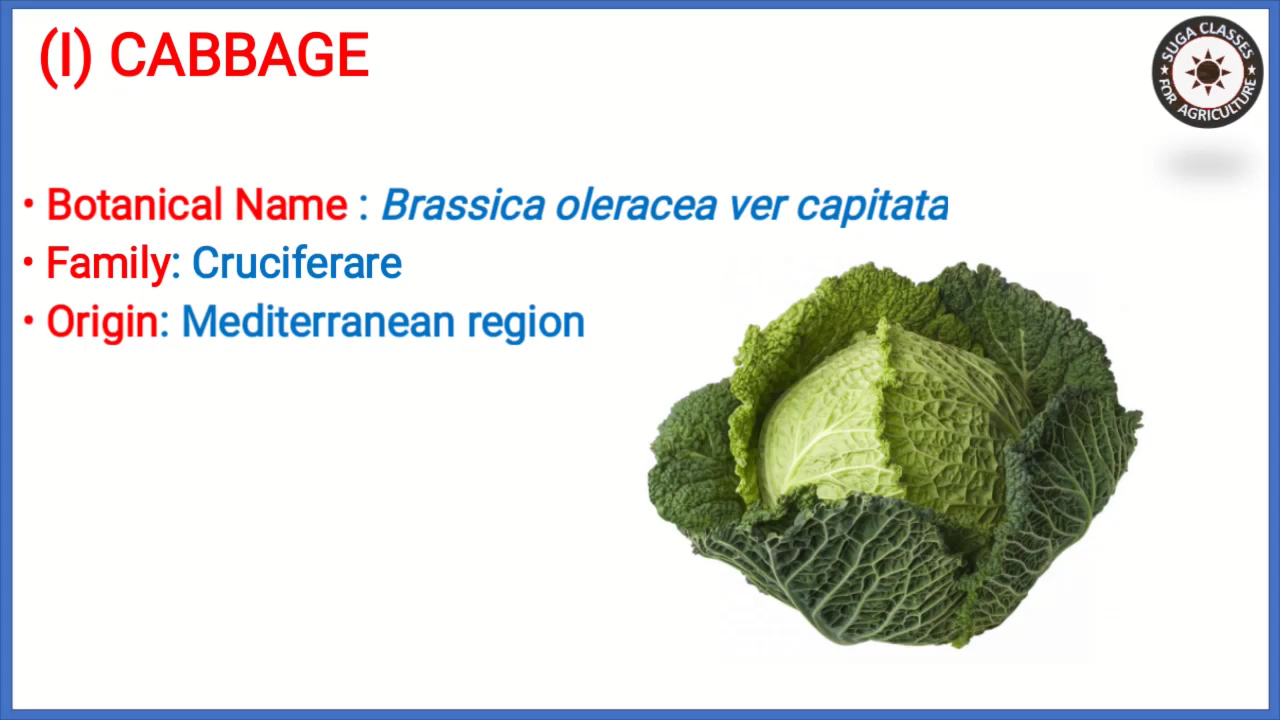 (I) CABBAGE
SUGA CLASSES
FOR AGRICULTURE
• Botanical Name : Brassica oleracea ver capitata
• Family: Cruciferare
• Origin: Mediterranean region